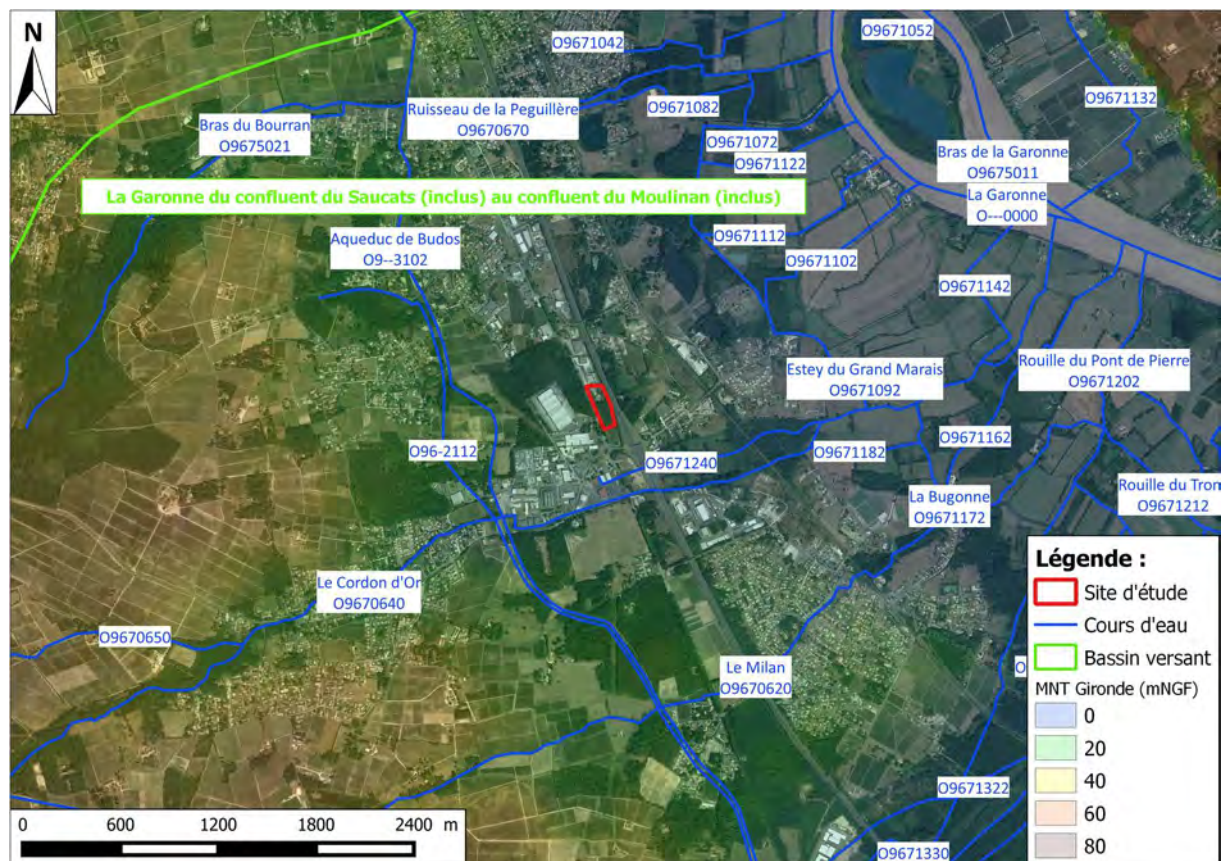 N
O9671042
O9671052
O9671132
Bras du Bourran
O9675021
Ruisseau de la Peguillère
O9670670
O9671082
O9671072
O9671122
Bras de la Garonne
O9675011
La Garonne
O---0000
La Garonne du confluent du Saucats (inclus) au confluent du Moulinan (inclus)
Aqueduc de Budos
O9--3102
O9671112
O9671102
O9671142
Estey du Grand Marais
O9671092
Rouille du Pont de Pierre
O9671202
O96-2112
O9671240
O9671182
O9671162
La Bugonne
O9671172
Rouille du Trom
O9671212
Le Cordon d'Or
O9670640
O9670650
Le Milan
O9670620
O9671322
O9671330
Légende :
Site d'étude
Cours d'eau
Bassin versant
MNT Gironde (mNGF)
0
20
40
60
80
0 600 1200 1800 2400 m